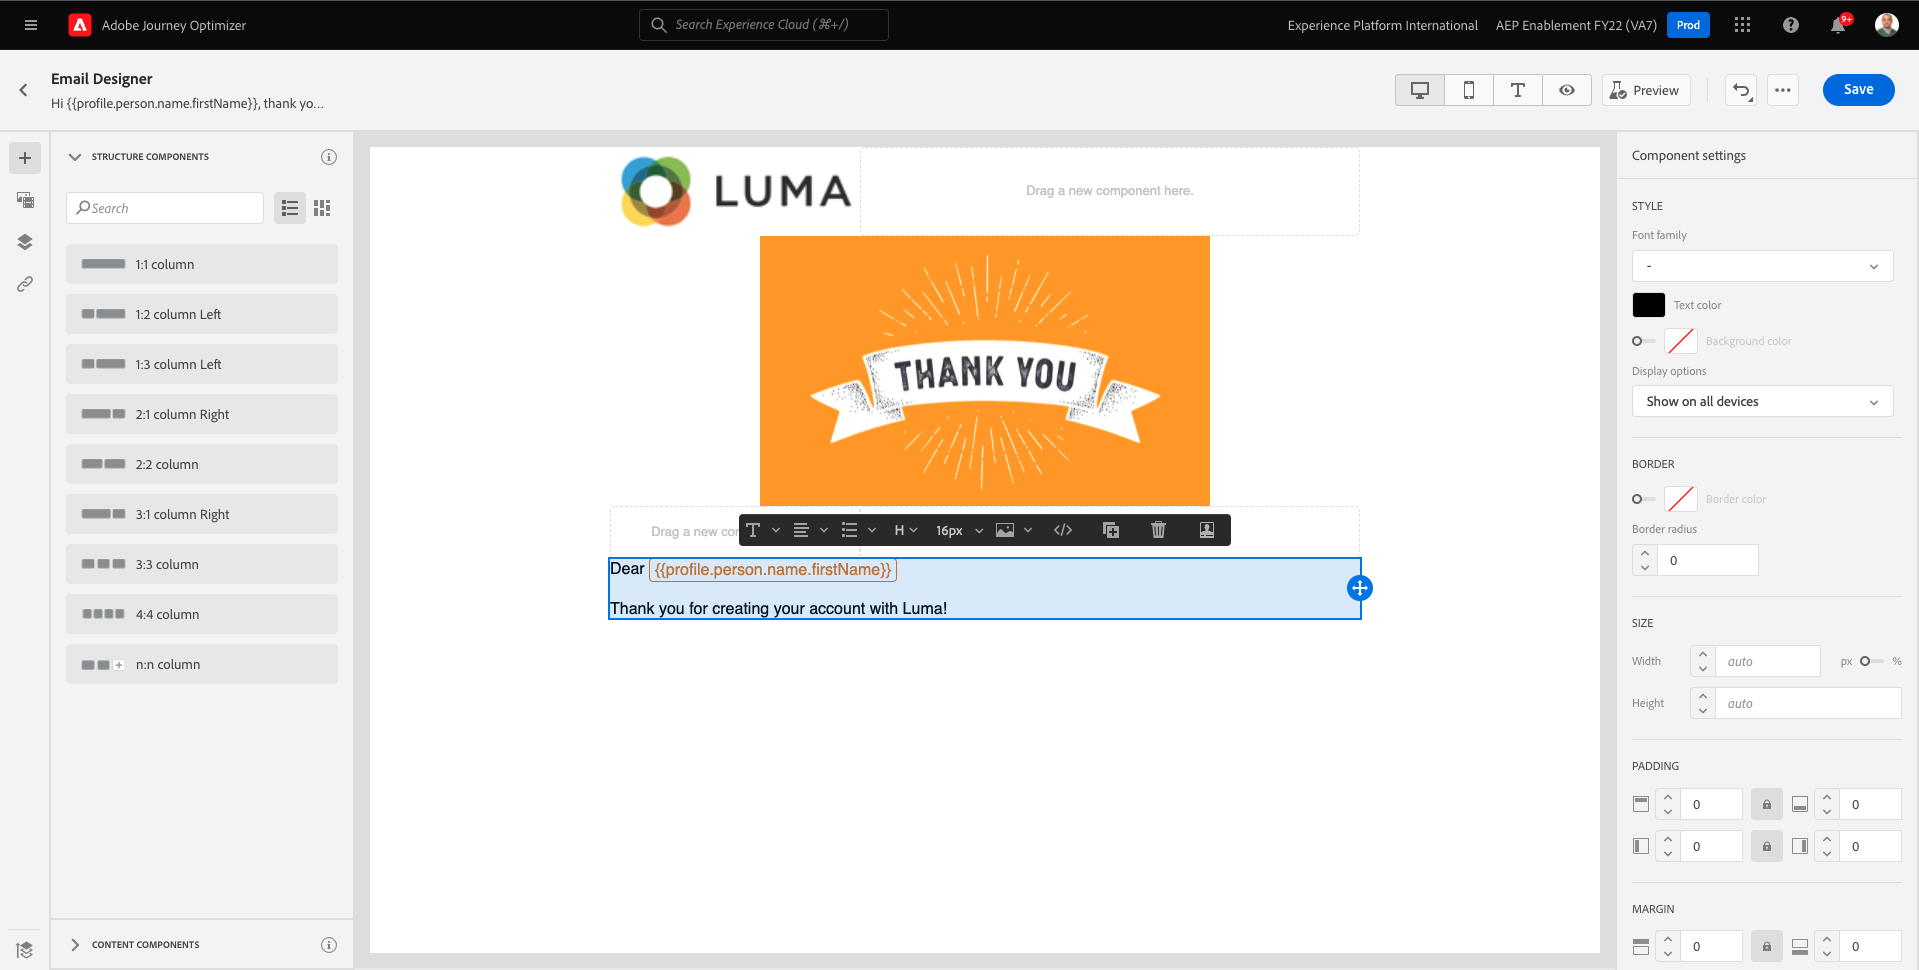 Adobe Journey Optimizer
Search Experience Cloud (⌘+/)
Experience Platform International
AEP Enablement FY22 (VA7)
Prod
9+
Email Designer
Hi {{profile.person.name.firstName}}, thank yo...
Preview
Save
STRUCTURE COMPONENTS
Search
1:1 column
1:2 column Left
1:3 column Left
2:1 column Right
2:2 column
3:1 column Right
3:3 column
4:4 column
n:n column
CONTENT COMPONENTS
LUMA
Drag a new component here.
THANK YOU
Drag a new con
H
16px
Dear {{profile.person.name.firstName}}
Thank you for creating your account with Luma!
Component settings
STYLE
Font family
-
Text color
Background color
Display options
Show on all devices
BORDER
Border color
Border radius
0
SIZE
Width
auto
px
%
Height
auto
PADDING
0
0
0
0
MARGIN
0
0